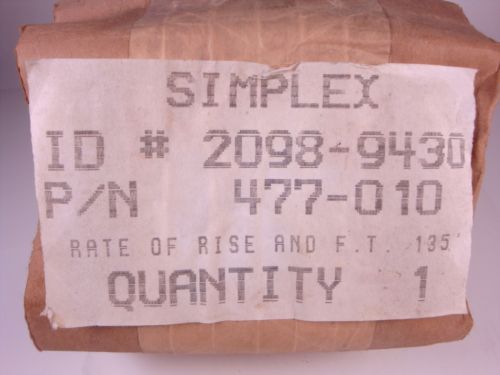 SIMPLEX
ID # 2098-9430
P/N 477-010
RATE OF RISE AND F.T. 135°
QUANTITY 1